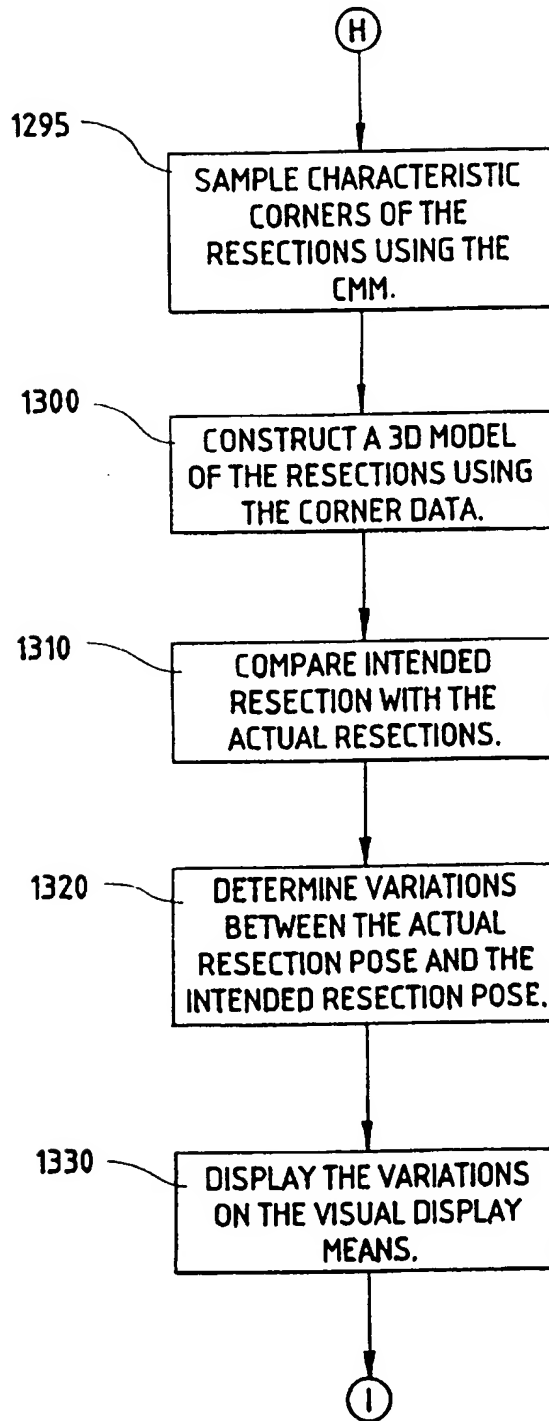 H
1295
SAMPLE CHARACTERISTIC
CORNERS OF THE
RESECTIONS USING THE
CMM.
1300
CONSTRUCT A 3D MODEL
OF THE RESECTIONS USING
THE CORNER DATA.
1310
COMPARE INTENDED
RESECTION WITH THE
ACTUAL RESECTIONS.
1320
DETERMINE VARIATIONS
BETWEEN THE ACTUAL
RESECTION POSE AND THE
INTENDED RESECTION POSE.
1330
DISPLAY THE VARIATIONS
ON THE VISUAL DISPLAY
MEANS.
I